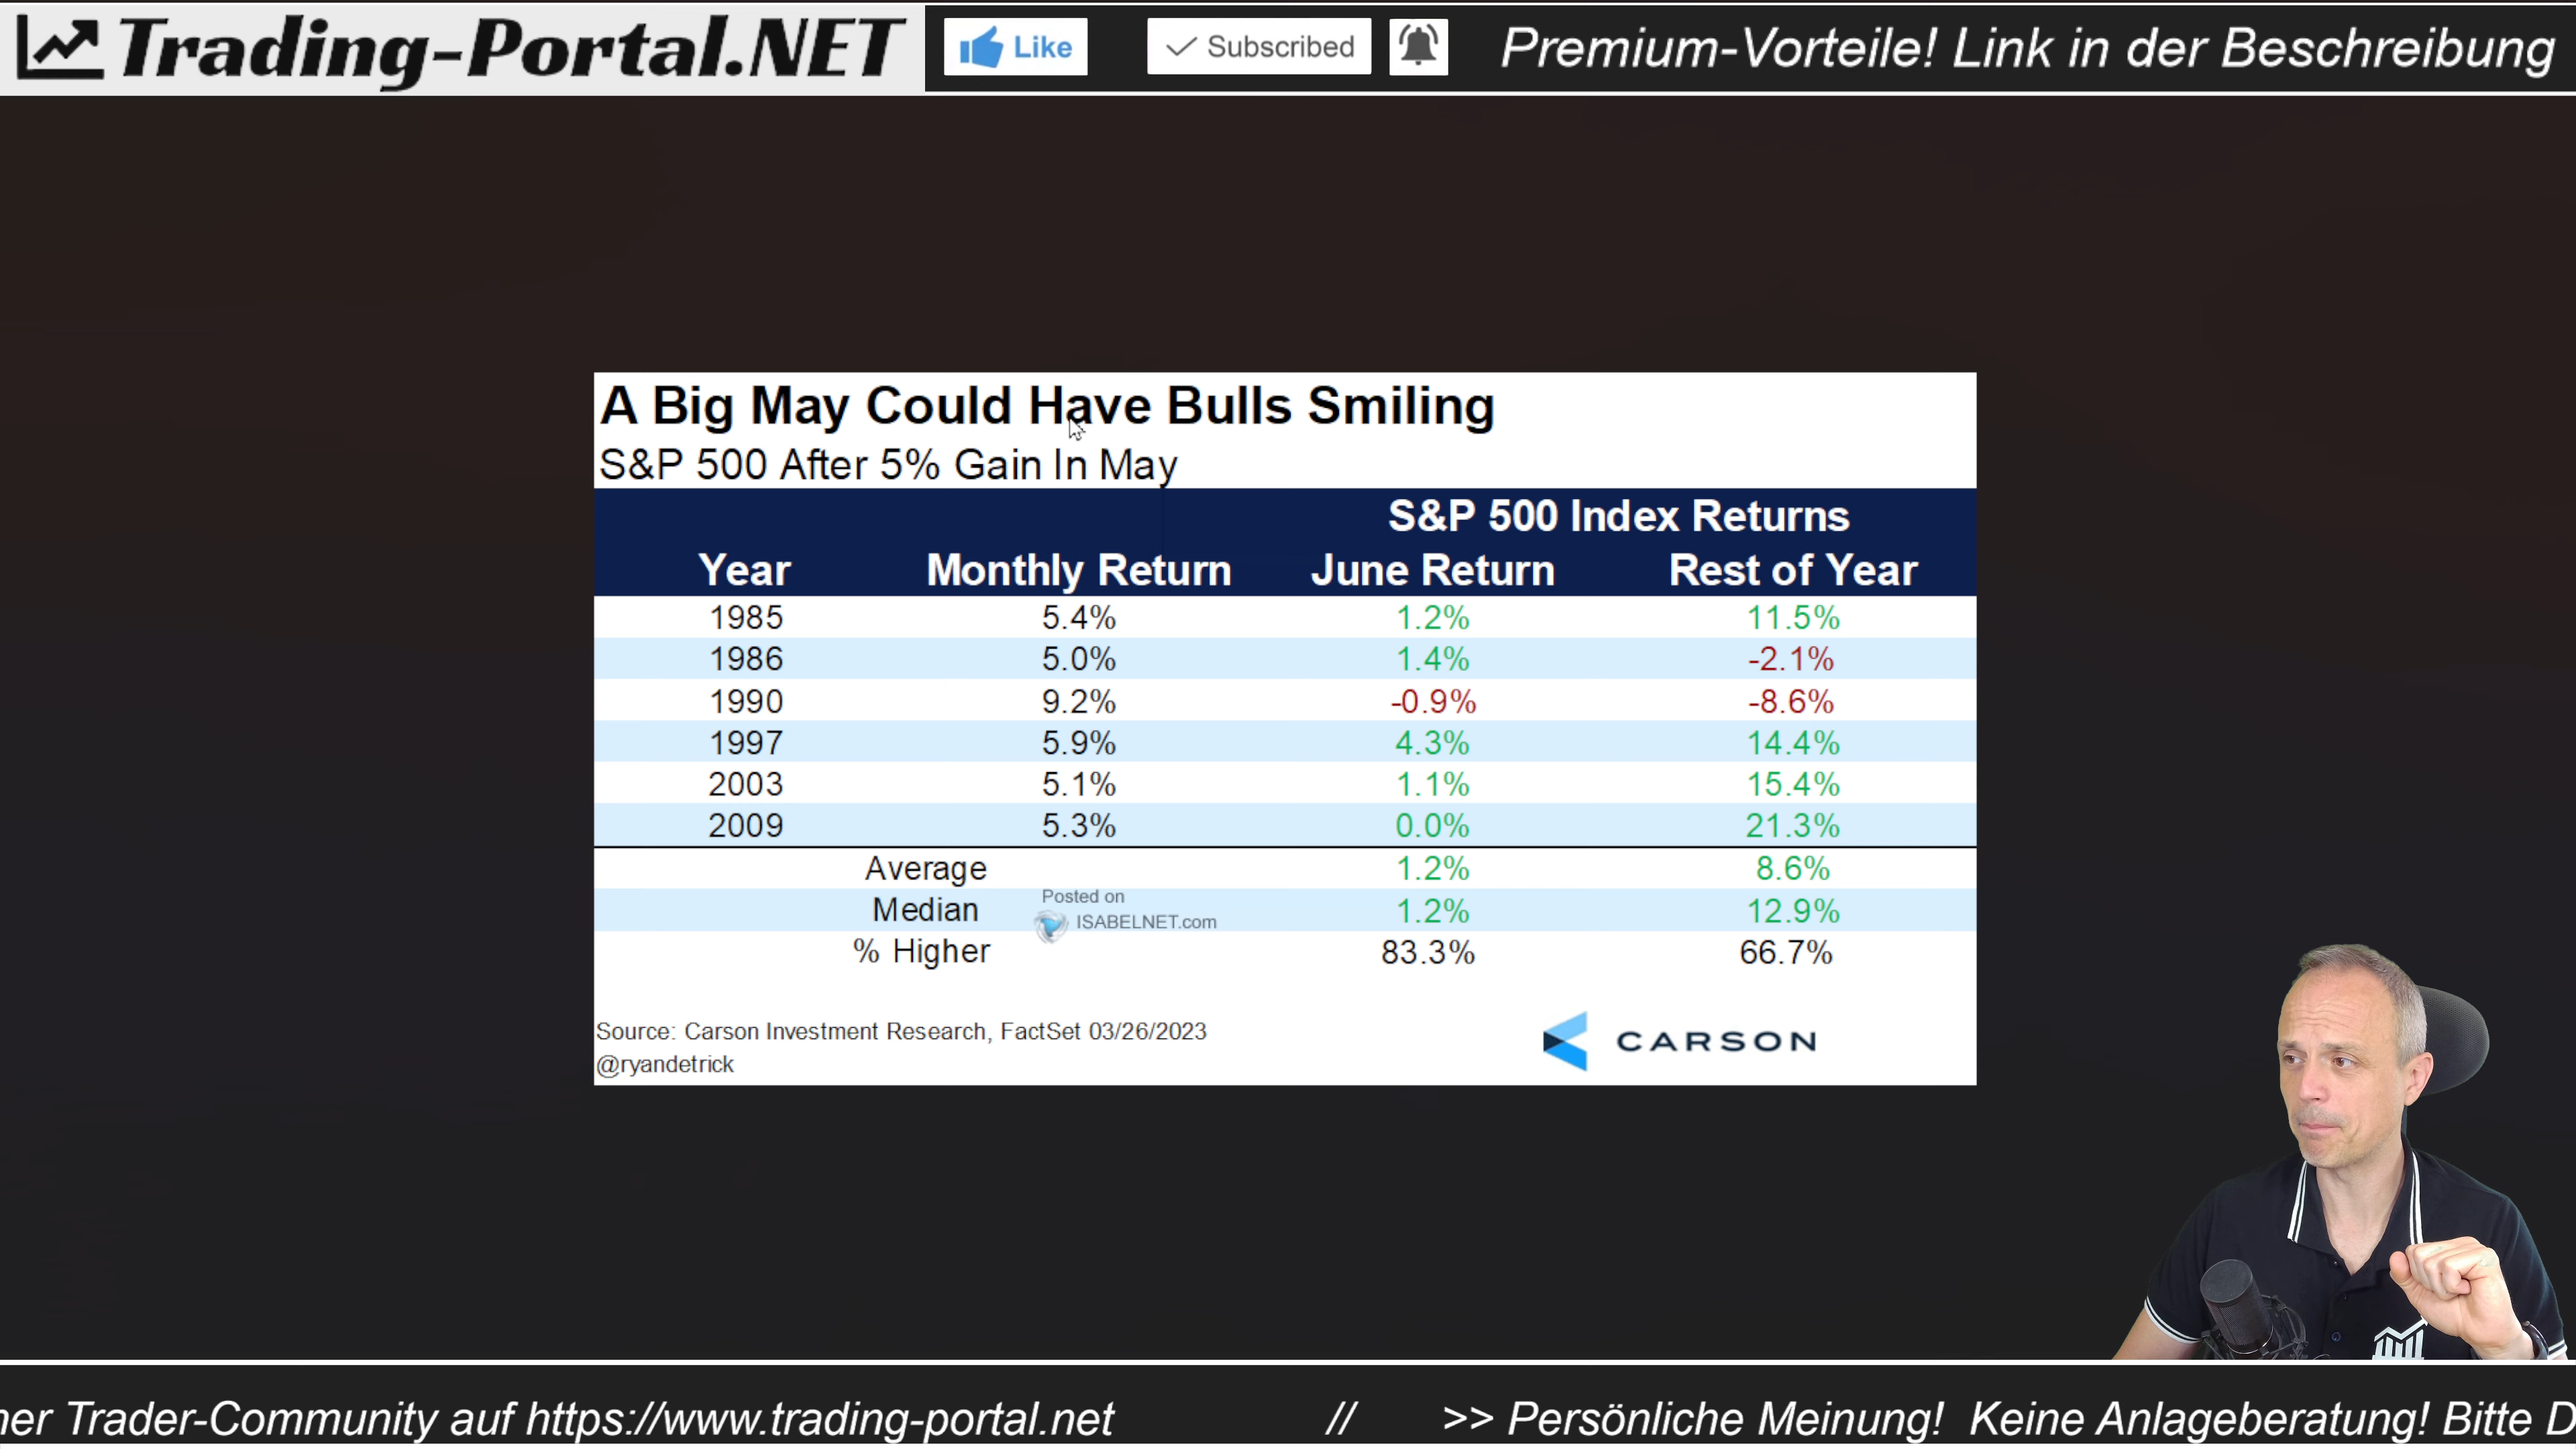 Trading-Portal.NET
Like
Subscribed
Premium-Vorteile! Link in der Beschreibung
A Big May Could Have Bulls Smiling
S&P 500 After 5% Gain In May
S&P 500 Index Returns
Year Monthly Return June Return Rest of Year
1985 5.4% 1.2% 11.5%
1986 5.0% 1.4% -2.1%
1990 9.2% -0.9% -8.6%
1997 5.9% 4.3% 14.4%
2003 5.1% 1.1% 15.4%
2009 5.3% 0.0% 21.3%
Average 1.2% 8.6%
Median 1.2% 12.9%
% Higher 83.3% 66.7%
Posted on
ISABELNET.com
Source: Carson Investment Research, FactSet 03/26/2023
@ryandetrick
CARSON
ner Trader-Community auf https://www.trading-portal.net // >> Persönliche Meinung! Keine Anlageberatung! Bitte D